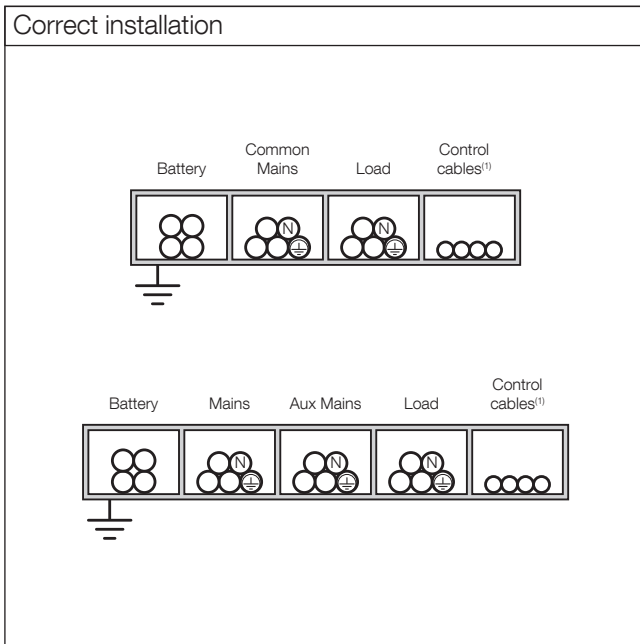 Correct installation
Battery
Common
Mains
Load
Control
cables(1)
N
N
Battery
Mains
Aux Mains
Load
Control
cables(1)
N
N
N